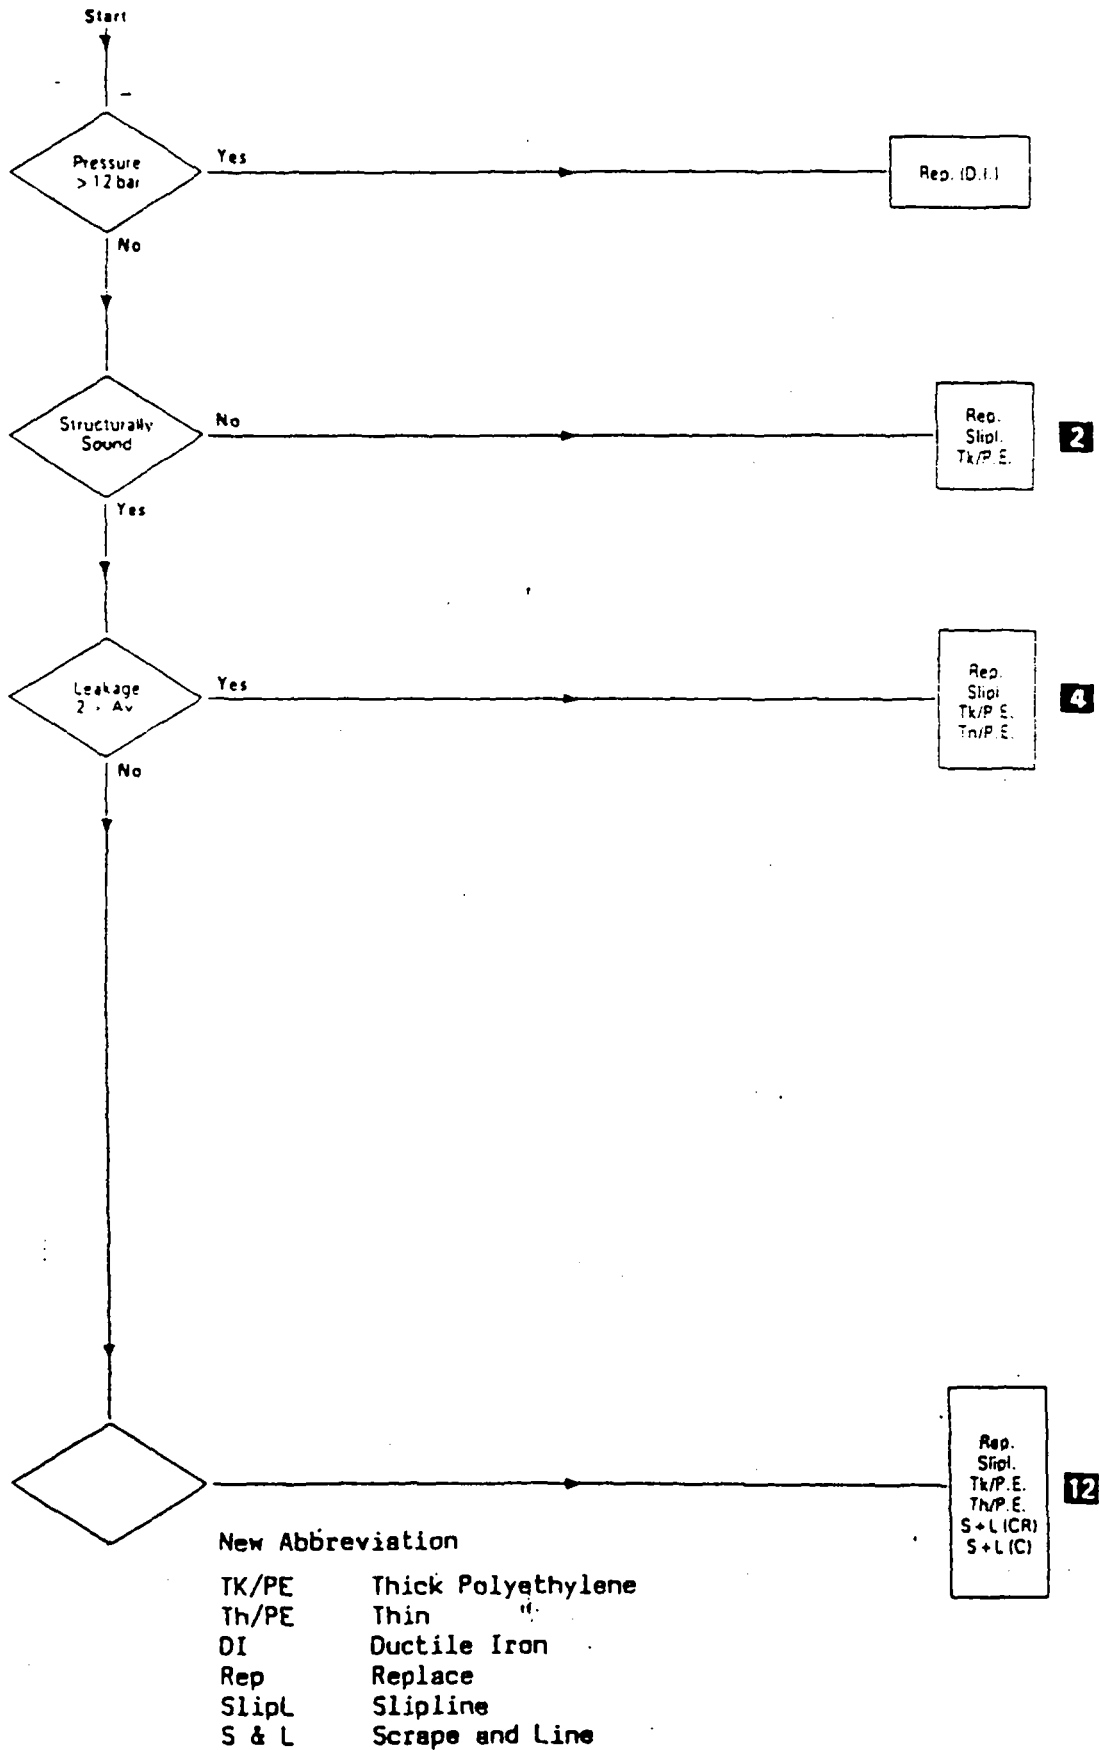 Start
Pressure
> 12 bar
Yes
Rep. (D.I.)
No
Structurally
Sound
No
Rep.
Slipl.
Tk/P.E.
2
Yes
Leakage
2 > Av
Yes
Rep.
Slipl
Tk/P.E.
Tn/P.E.
4
No
Rep.
Slipl.
Tk/P.E.
Th/P.E.
S + L (CR)
S + L (C)
12
New Abbreviation
TK/PE Thick Polyethylene
Th/PE Thin "
DI Ductile Iron
Rep Replace
SlipL Slipline
S & L Scrape and Line